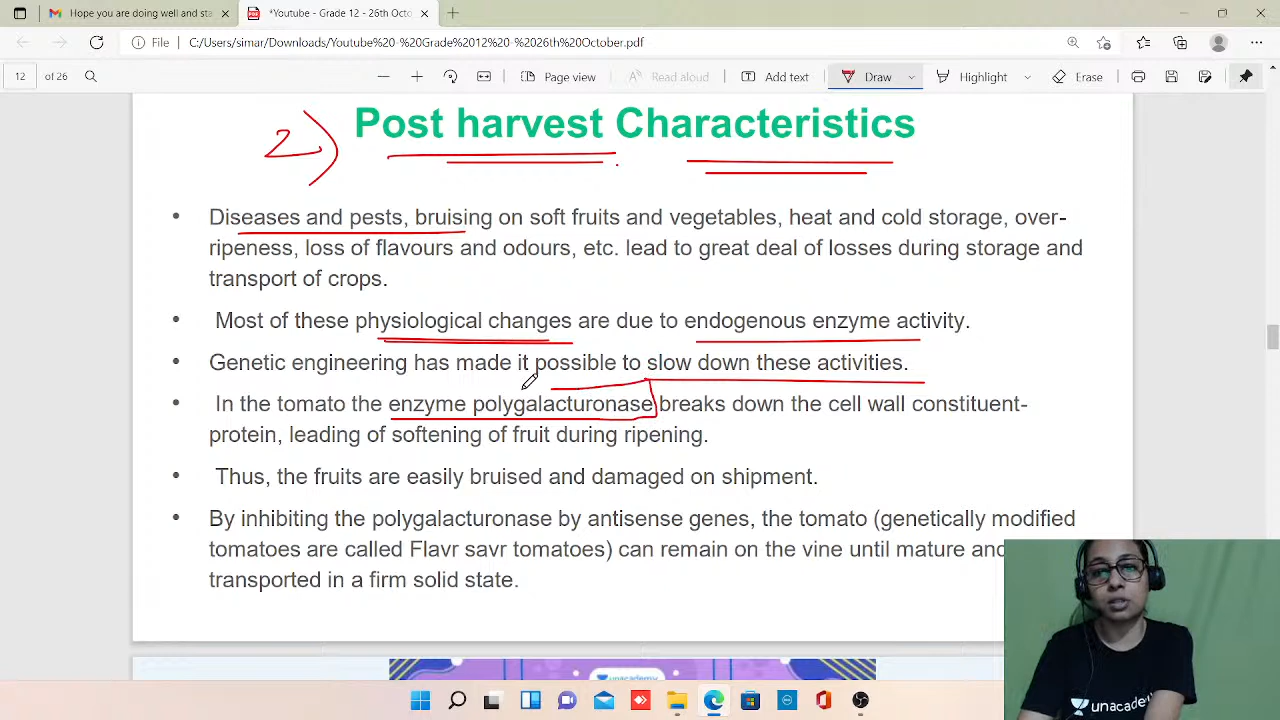 Hope you are doing well and sta
*Youtube - Grade 12 - 26th Octo
File
C:/Users/simar/Downloads/Youtube%20-%20Grade%2012%20-%2026th%20October.pdf
12 of 26
Page view
Read aloud
Add text
Draw
Highlight
Erase
2)
Post harvest Characteristics
• Diseases and pests, bruising on soft fruits and vegetables, heat and cold storage, over-
ripeness, loss of flavours and odours, etc. lead to great deal of losses during storage and
transport of crops.
• Most of these physiological changes are due to endogenous enzyme activity.
• Genetic engineering has made it possible to slow down these activities.
• In the tomato the enzyme polygalacturonase breaks down the cell wall constituent-
protein, leading of softening of fruit during ripening.
• Thus, the fruits are easily bruised and damaged on shipment.
• By inhibiting the polygalacturonase by antisense genes, the tomato (genetically modified
tomatoes are called Flavr savr tomatoes) can remain on the vine until mature and
transported in a firm solid state.
unacademy
unacade